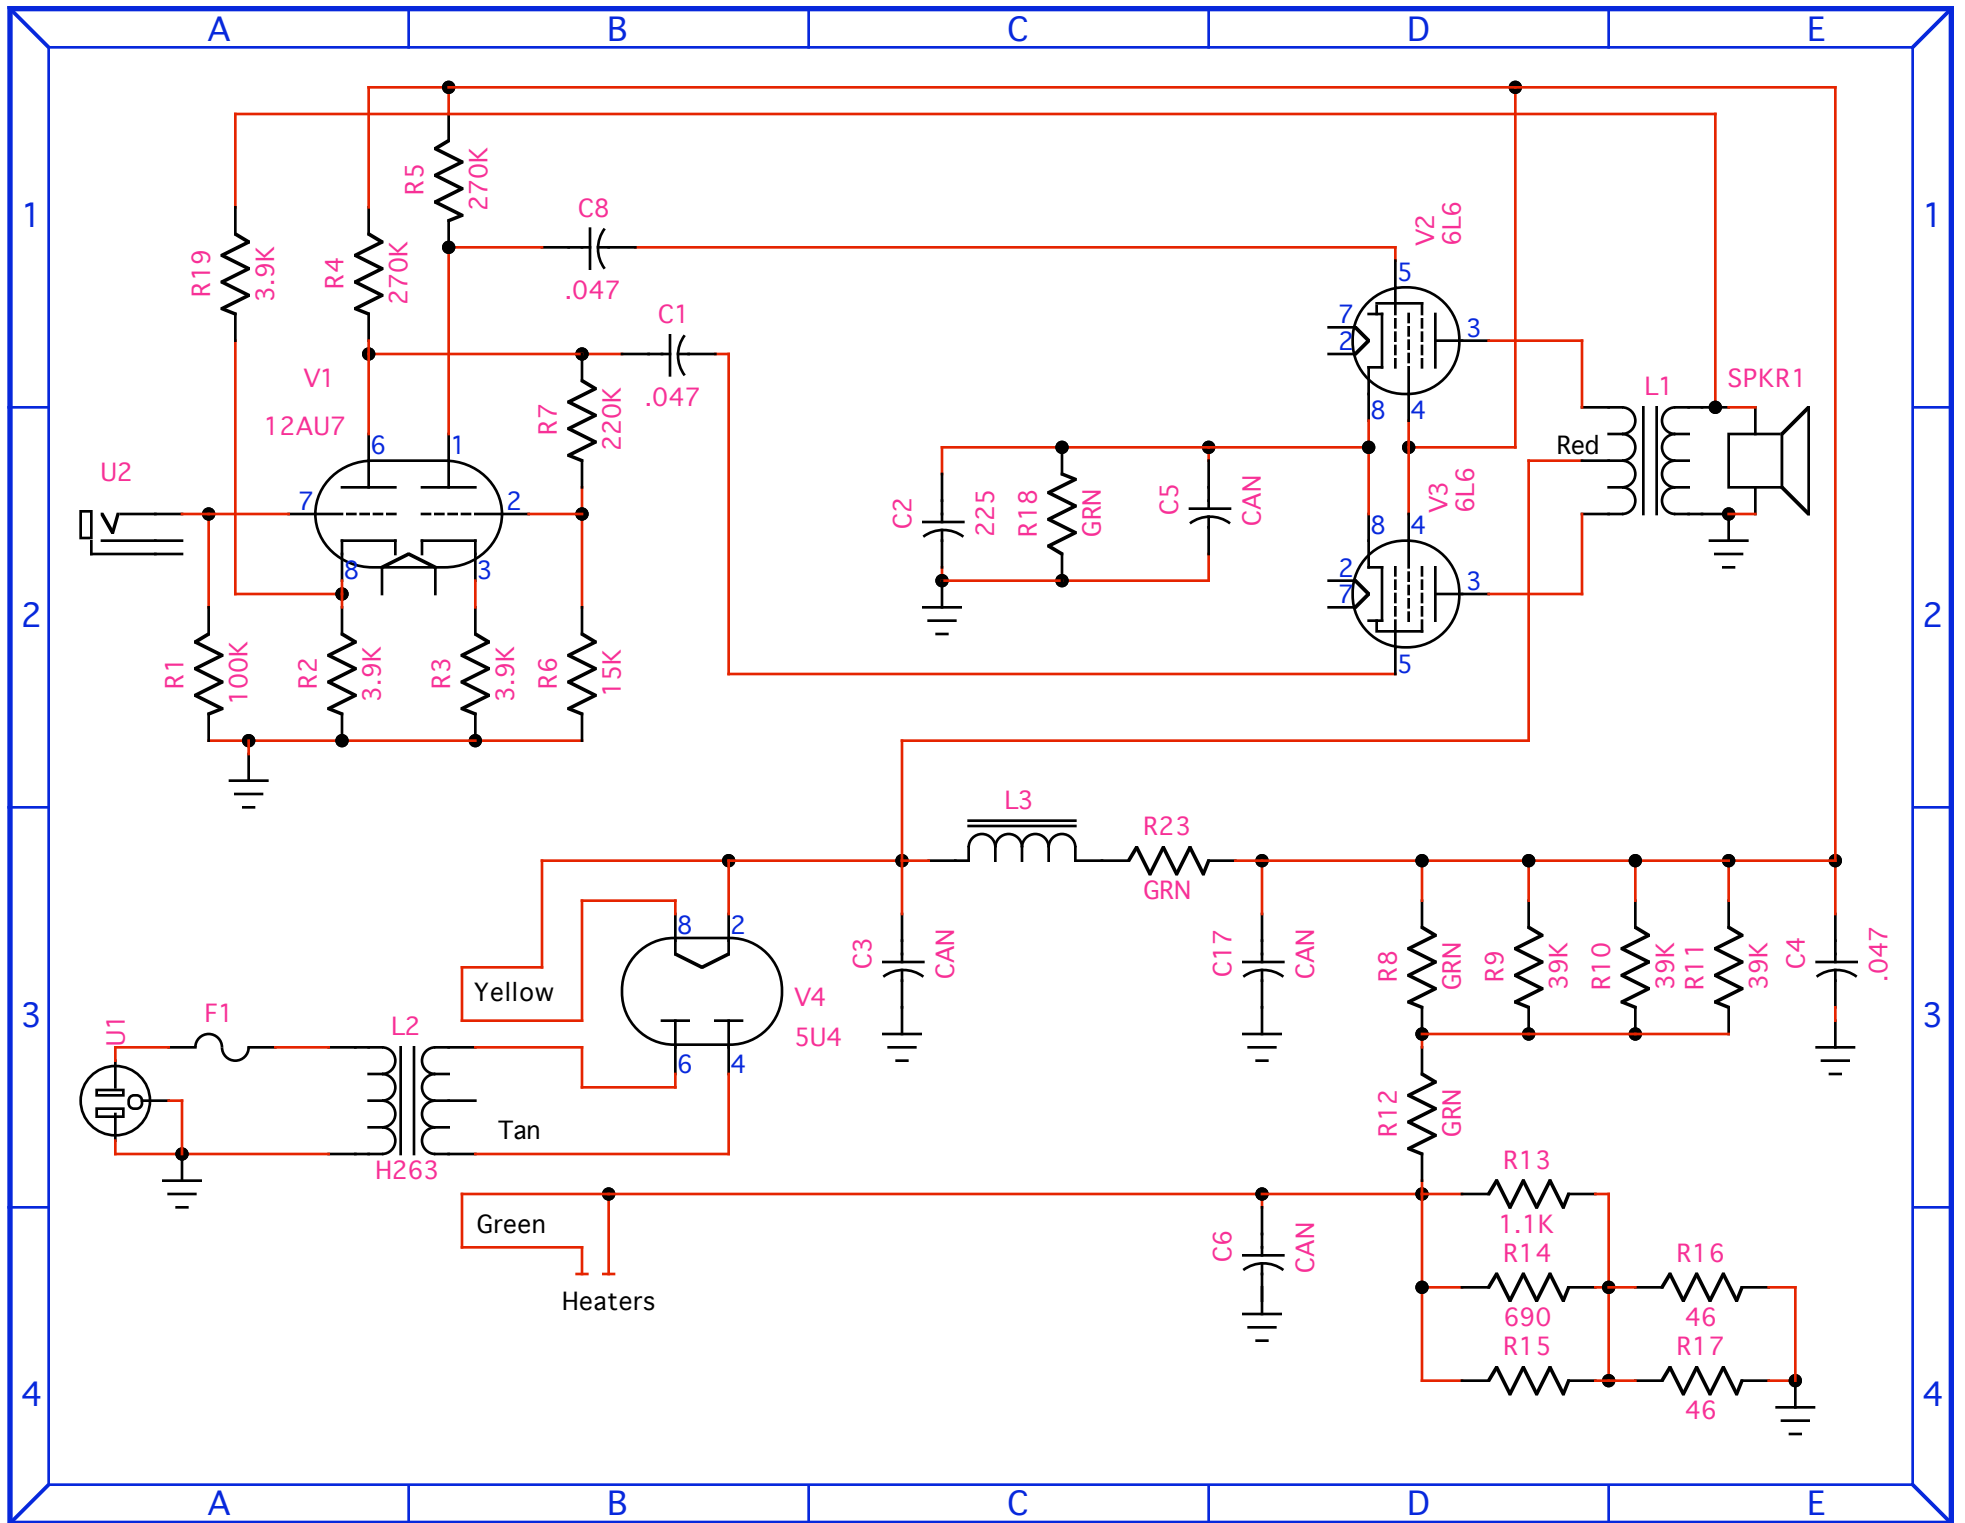 A B C D E
1
R5
270K
C8
.047
V2
6L6
R19
3.9K
R4
270K
C1
.047
5
7
2
3
8 4
1
V1
12AU7
R7
220K
L1
SPKR1
Red
6 1
U2
7
2
8
3
C2
225
R18
GRN
C5
CAN
V3
6L6
8 4
2
7
3
5
2
R1
100K
R2
3.9K
R3
3.9K
R6
15K
2
L3
R23
GRN
8 2
Yellow
V4
5U4
6 4
C3
CAN
C17
CAN
R8
GRN
R9
39K
R10
39K
R11
39K
C4
.047
3
U1
F1
L2
H263
Tan
3
R12
GRN
Green
Heaters
C6
CAN
R13
1.1K
R14
690
R15
R16
46
R17
46
4
4
A B C D E